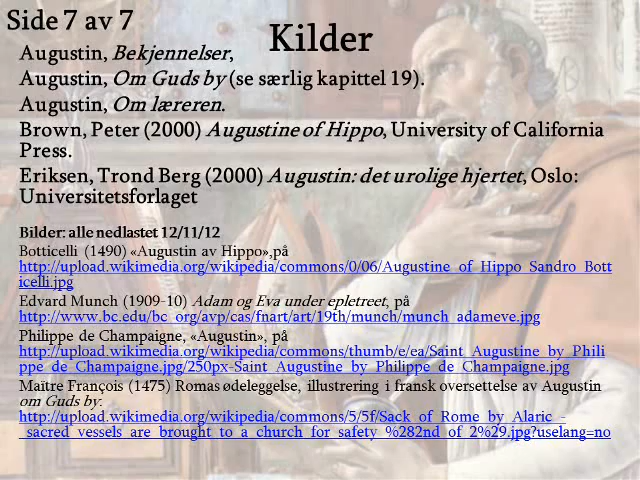 Side 7 av 7
Kilder
Augustin, Bekjennelser,
Augustin, Om Guds by (se særlig kapittel 19).
Augustin, Om læreren.
Brown, Peter (2000) Augustine of Hippo, University of California
Press.
Eriksen, Trond Berg (2000) Augustin: det urolige hjertet, Oslo:
Universitetsforlaget
Bilder: alle nedlastet 12/11/12
Botticelli (1490) «Augustin av Hippo»,på
http://upload.wikimedia.org/wikipedia/commons/0/06/Augustine_of_Hippo_Sandro_Bott
icelli.jpg
Edvard Munch (1909-10) Adam og Eva under epletreet, på
http://www.bc.edu/bc_org/avp/cas/fnart/art/19th/munch/munch_adameve.jpg
Philippe de Champaigne, «Augustin», på
http://upload.wikimedia.org/wikipedia/commons/thumb/e/ea/Saint_Augustine_by_Phili
ppe_de_Champaigne.jpg/250px-Saint_Augustine_by_Philippe_de_Champaigne.jpg
Maître François (1475) Romas ødeleggelse, illustrering i fransk oversettelse av Augustin
om Guds by:
http://upload.wikimedia.org/wikipedia/commons/5/5f/Sack_of_Rome_by_Alaric_-
_sacred_vessels_are_brought_to_a_church_for_safety_%282nd_of_2%29.jpg?uselang=no